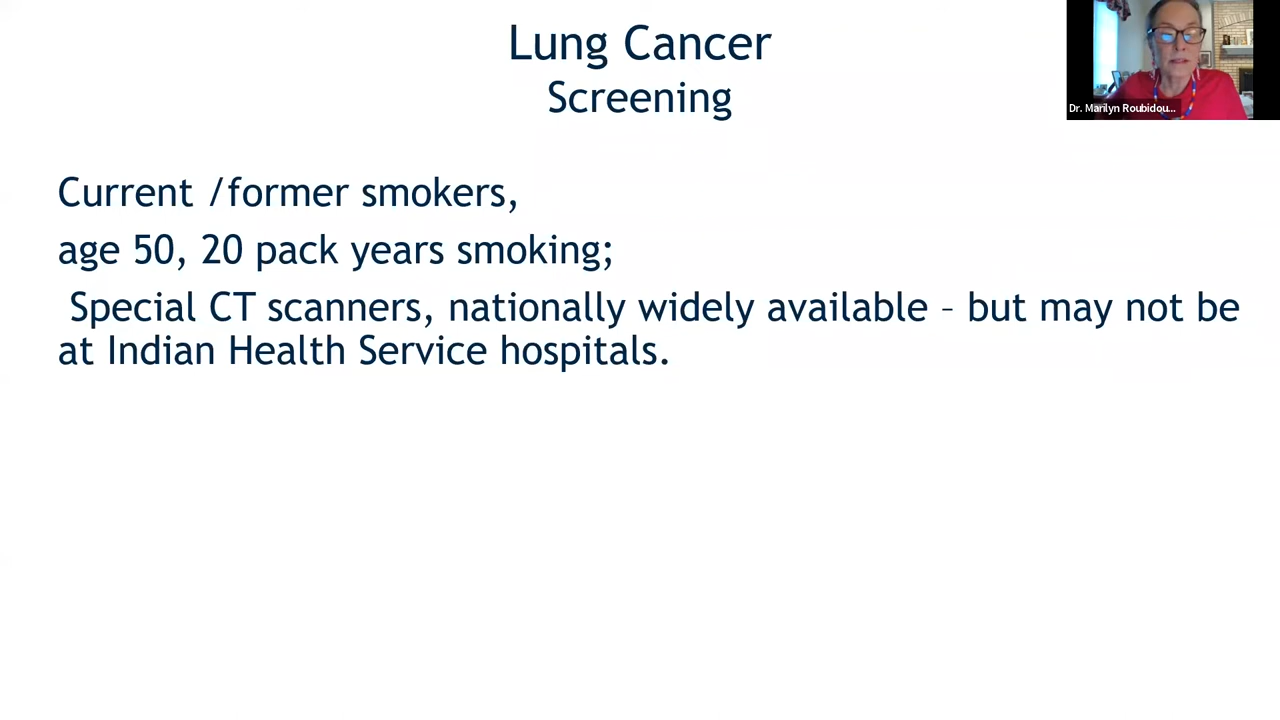 Lung Cancer
Screening
Dr. Marilyn Roubidou...
Current /former smokers,
age 50, 20 pack years smoking;
Special CT scanners, nationally widely available – but may not be
at Indian Health Service hospitals.